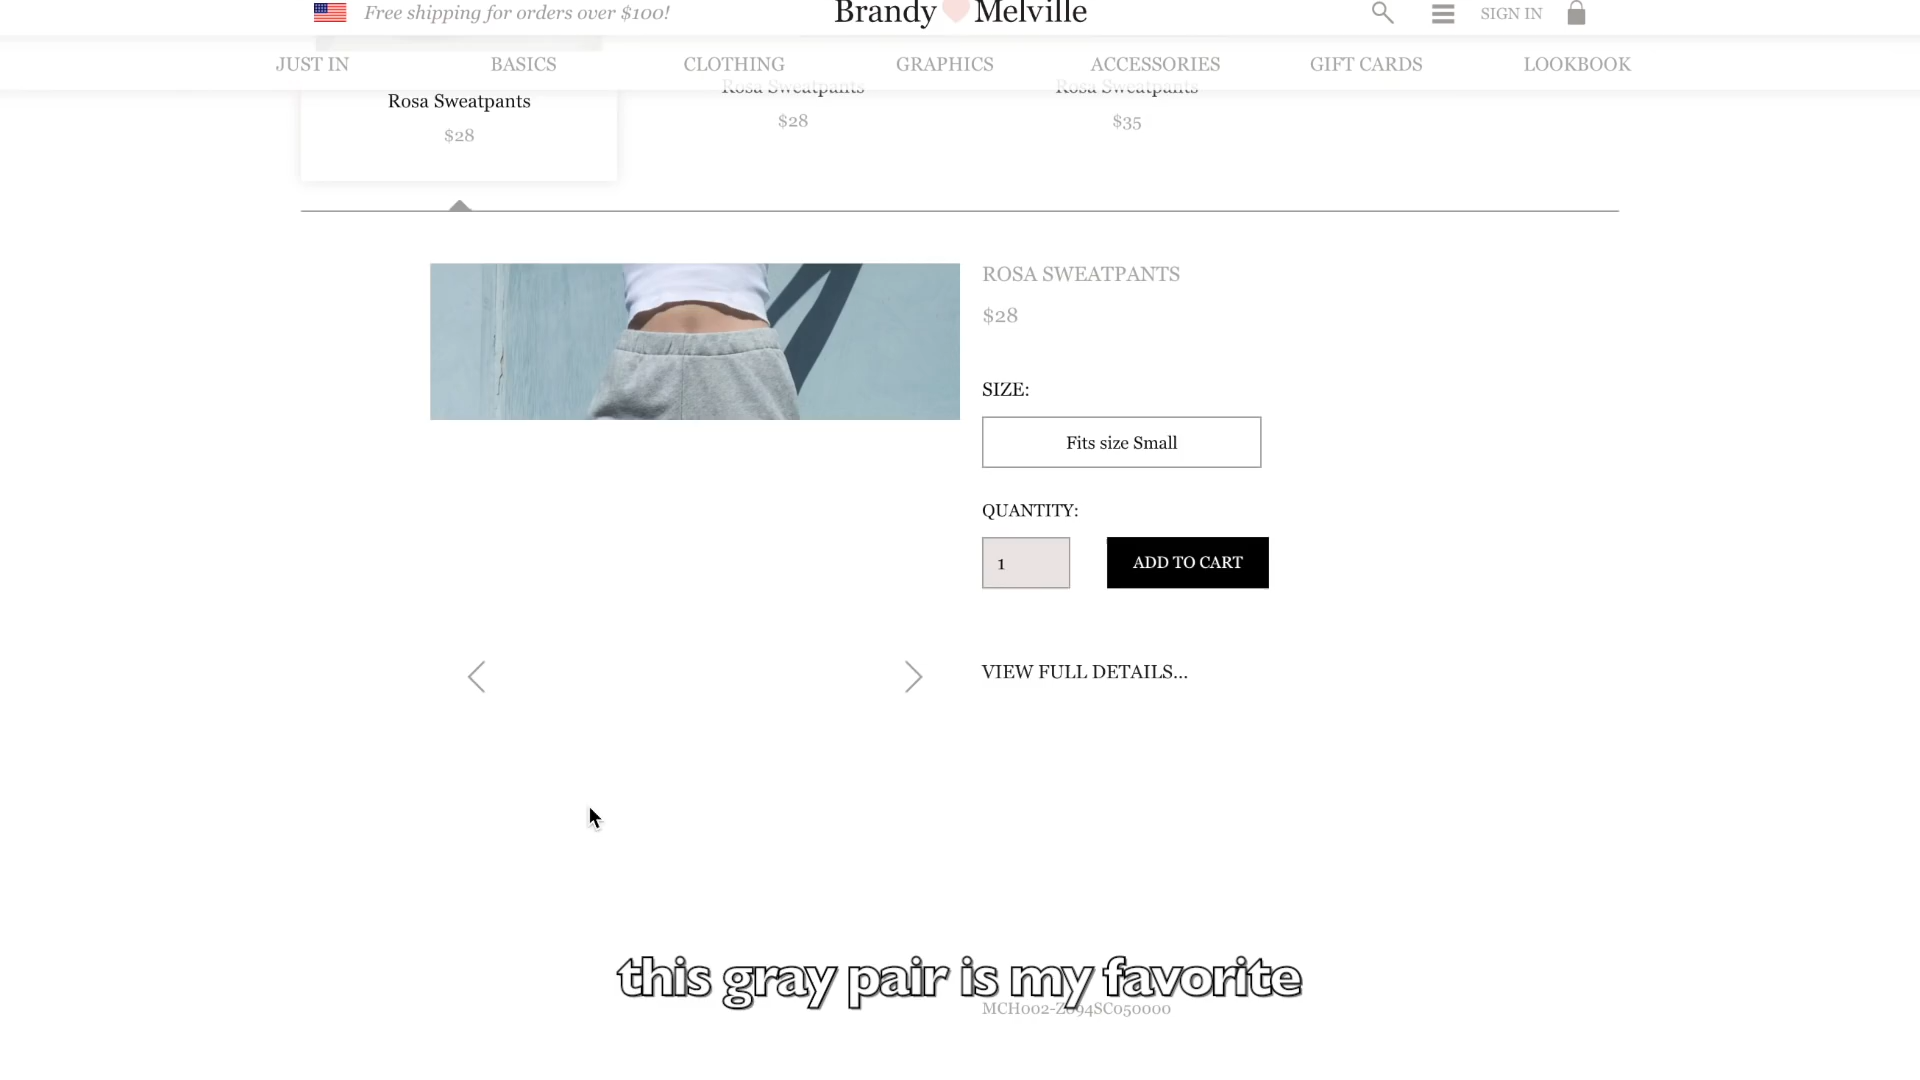 Free shipping for orders over $100!
Brandy Melville
SIGN IN
JUST IN
BASICS
CLOTHING
GRAPHICS
ACCESSORIES
GIFT CARDS
LOOKBOOK
Rosa Sweatpants
$28
Rosa Sweatpants
$28
Rosa Sweatpants
$35
ROSA SWEATPANTS
$28
SIZE:
Fits size Small
QUANTITY:
1
ADD TO CART
VIEW FULL DETAILS...
this gray pair is my favorite
MCH002-Z094SC050000